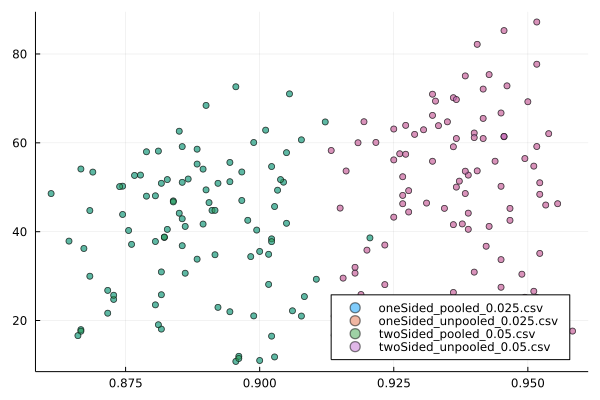 80
60
40
20
oneSided_pooled_0.025.csv
oneSided_unpooled_0.025.csv
twoSided_pooled_0.05.csv
twoSided_unpooled_0.05.csv
0.875 0.900 0.925 0.950